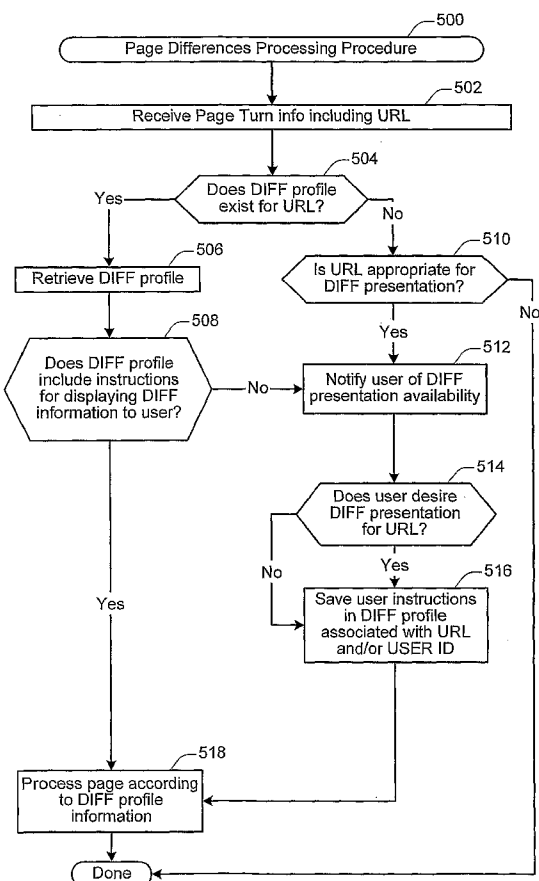 500
Page Differences Processing Procedure
502
Receive Page Turn info including URL
504
Does DIFF profile
exist for URL?
Yes
No
506
Retrieve DIFF profile
510
Is URL appropriate for
DIFF presentation?
No
Yes
508
Does DIFF profile
include instructions
for displaying DIFF
information to user?
No
512
Notify user of DIFF
presentation availability
514
Does user desire
DIFF presentation
for URL?
No
Yes
516
Save user instructions
in DIFF profile
associated with URL
and/or USER ID
Yes
518
Process page according
to DIFF profile
information
Done